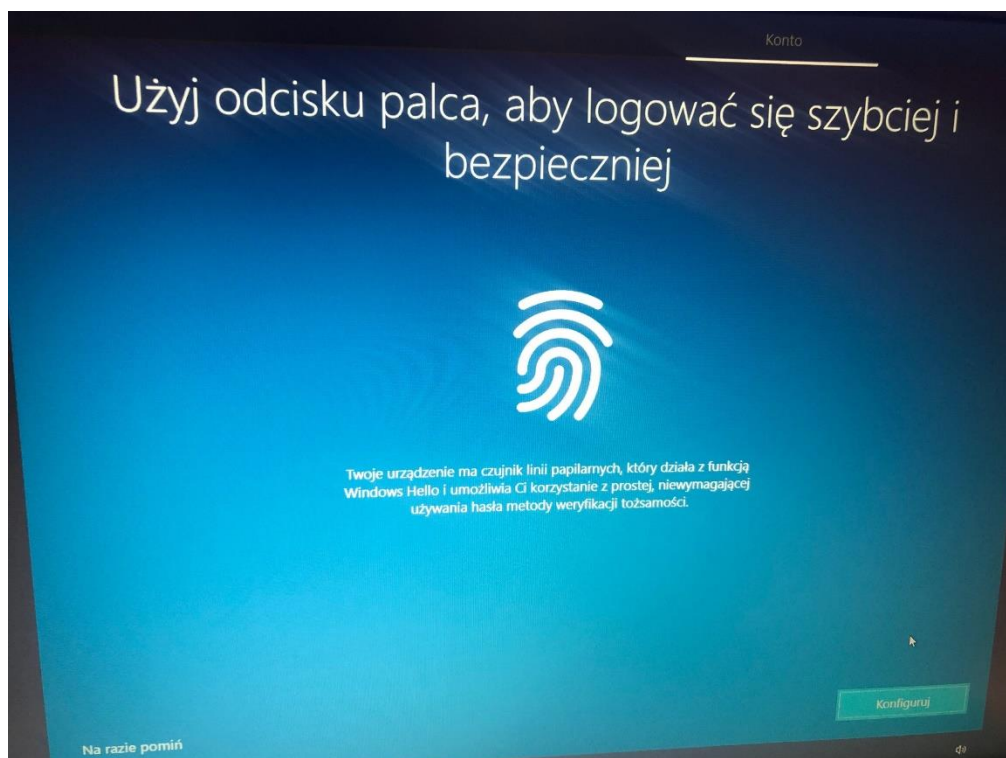 Konto
Użyj odcisku palca, aby logować się szybciej i
bezpieczniej
Twoje urządzenie ma czujnik linii papilarnych, który działa z funkcją
Windows Hello i umożliwia Ci korzystanie z prostej, niewymagającej
używania hasła metody weryfikacji tożsamości.
Konfiguruj
Na razie pomiń